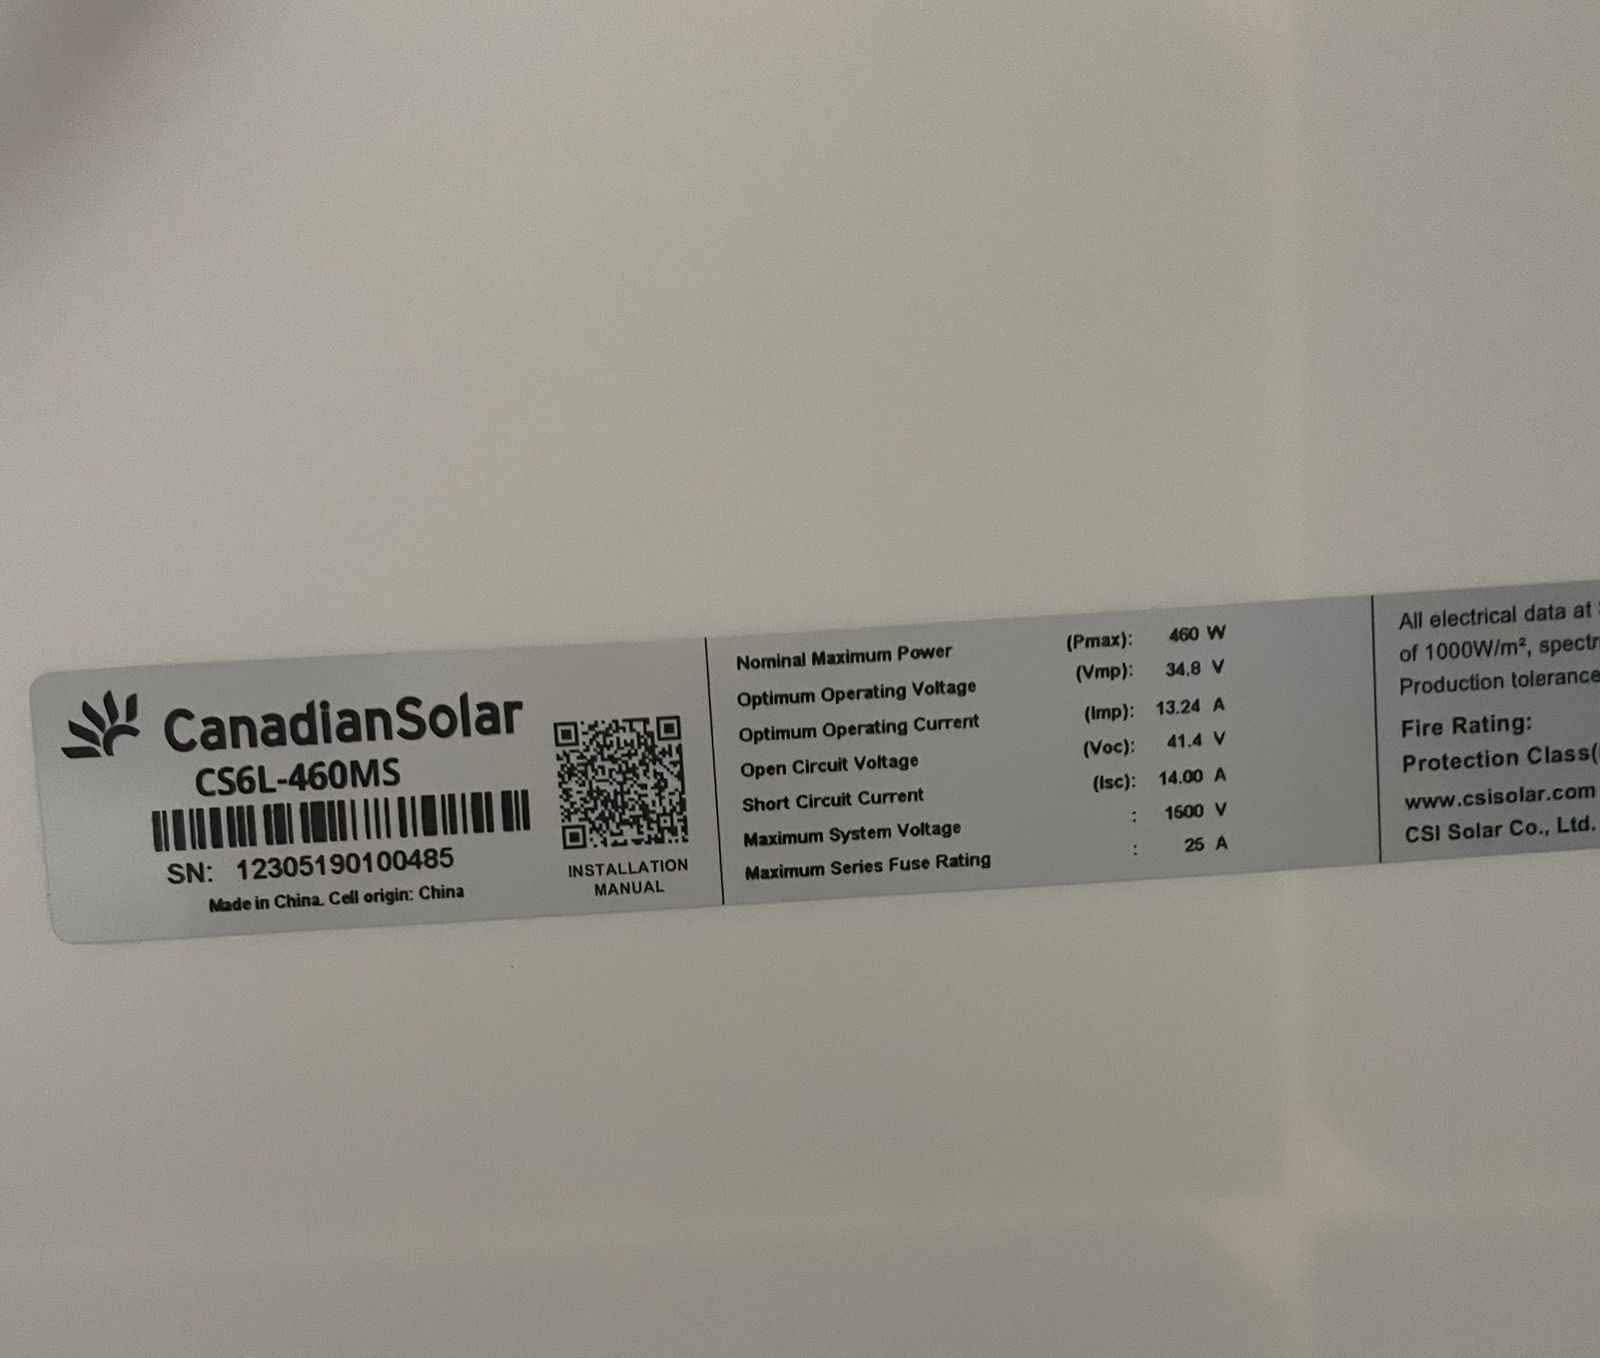 CanadianSolar
CS6L-460MS
SN: 12305190100485
Made in China. Cell origin: China
INSTALLATION
MANUAL
Nominal Maximum Power (Pmax): 460 W
Optimum Operating Voltage (Vmp): 34.8 V
Optimum Operating Current (Imp): 13.24 A
Open Circuit Voltage (Voc): 41.4 V
Short Circuit Current (Isc): 14.00 A
Maximum System Voltage : 1500 V
Maximum Series Fuse Rating : 25 A
All electrical data at
of 1000W/m², spectr
Production tolerance
Fire Rating:
Protection Class(
www.csisolar.com
CSI Solar Co., Ltd.